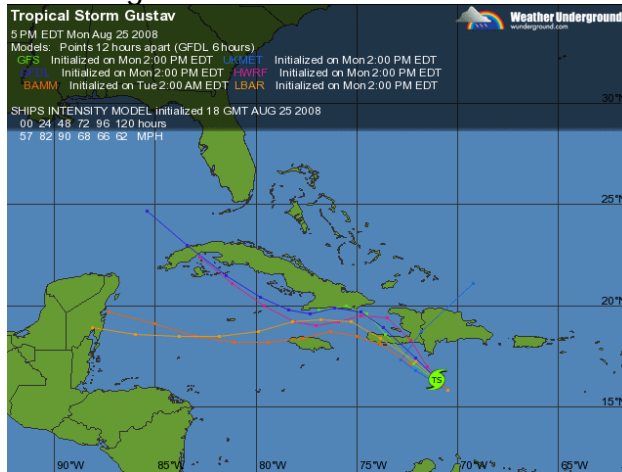 Tropical Storm Gustav
Weather Underground
wunderground.com
5 PM EDT Mon Aug 25 2008
Models: Points 12 hours apart (GFDL 6 hours)
GFS Initialized on Mon 2:00 PM EDT UKMET Initialized on Mon 2:00 PM EDT
GFDL Initialized on Mon 2:00 PM EDT HWRF Initialized on Mon 2:00 PM EDT
BAMM Initialized on Tue 2:00 AM EDT LBAR Initialized on Mon 2:00 PM EDT
SHIPS INTENSITY MODEL initialized 18 GMT AUG 25 2008
00 24 48 72 96 120 hours
57 82 90 68 66 62 MPH
30°N
25°N
20°N
TS
15°N
90°W 85°W 80°W 75°W 70°W 65°W